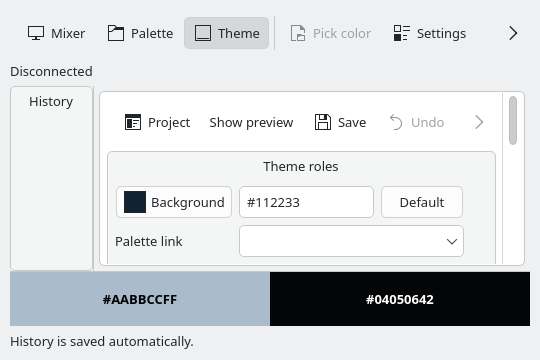 Mixer Palette Theme Pick color Settings
Disconnected
History
Project Show preview Save Undo
Theme roles
Background #112233 Default
Palette link
#AABBCCFF #04050642
History is saved automatically.